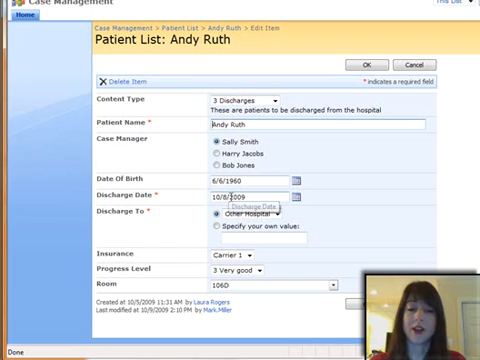 Case Management
This List
Home
Case Management > Patient List > Andy Ruth > Edit Item
Patient List: Andy Ruth
OK Cancel
Delete Item * indicates a required field
Content Type 3 Discharges
These are patients to be discharged from the hospital
Patient Name * Andy Ruth
Case Manager Sally Smith
Harry Jacobs
Bob Jones
Date Of Birth 6/6/1960
Discharge Date * 10/8/2009
Discharge Date
Discharge To * Other Hospital
Specify your own value:
Insurance Carrier 1
Progress Level 3 Very good
Room 106D
Created at 10/5/2009 11:31 AM by Laura Rogers
Last modified at 10/9/2009 2:10 PM by Mark.Miller
Done